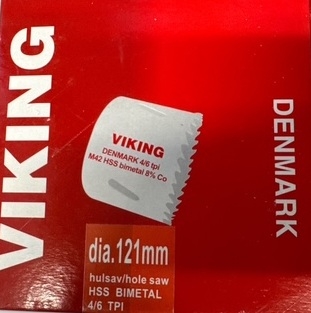 VIKING
VIKING
DENMARK 4/6 tpi
M42 HSS bimetal 8% Co
DENMARK
dia.121mm
hulsav/hole saw
HSS BIMETAL
4/6 TPI